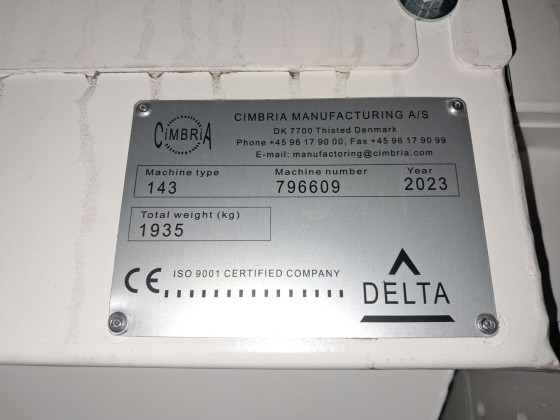 CIMBRIA
CIMBRIA MANUFACTURING A/S
DK 7700 Thisted Denmark
Phone +45 96 17 90 00, Fax +45 96 17 90 99
E-mail: manufactoring@cimbria.com
Machine type Machine number Year
143 796609 2023
Total weight (kg)
1935
CE ISO 9001 CERTIFIED COMPANY
DELTA